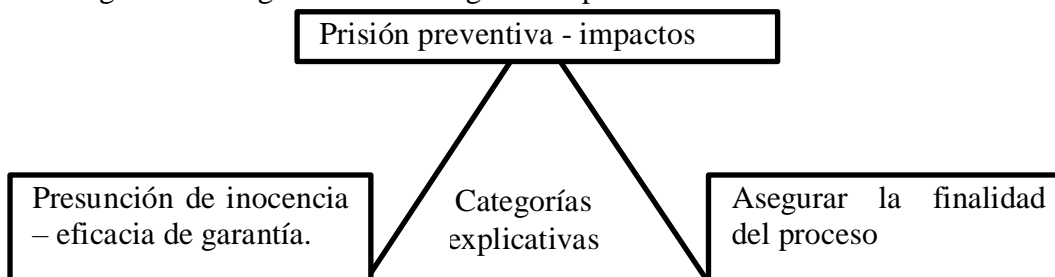 Prisión preventiva - impactos
Presunción de inocencia
– eficacia de garantía.
Categorías
explicativas
Asegurar la finalidad
del proceso